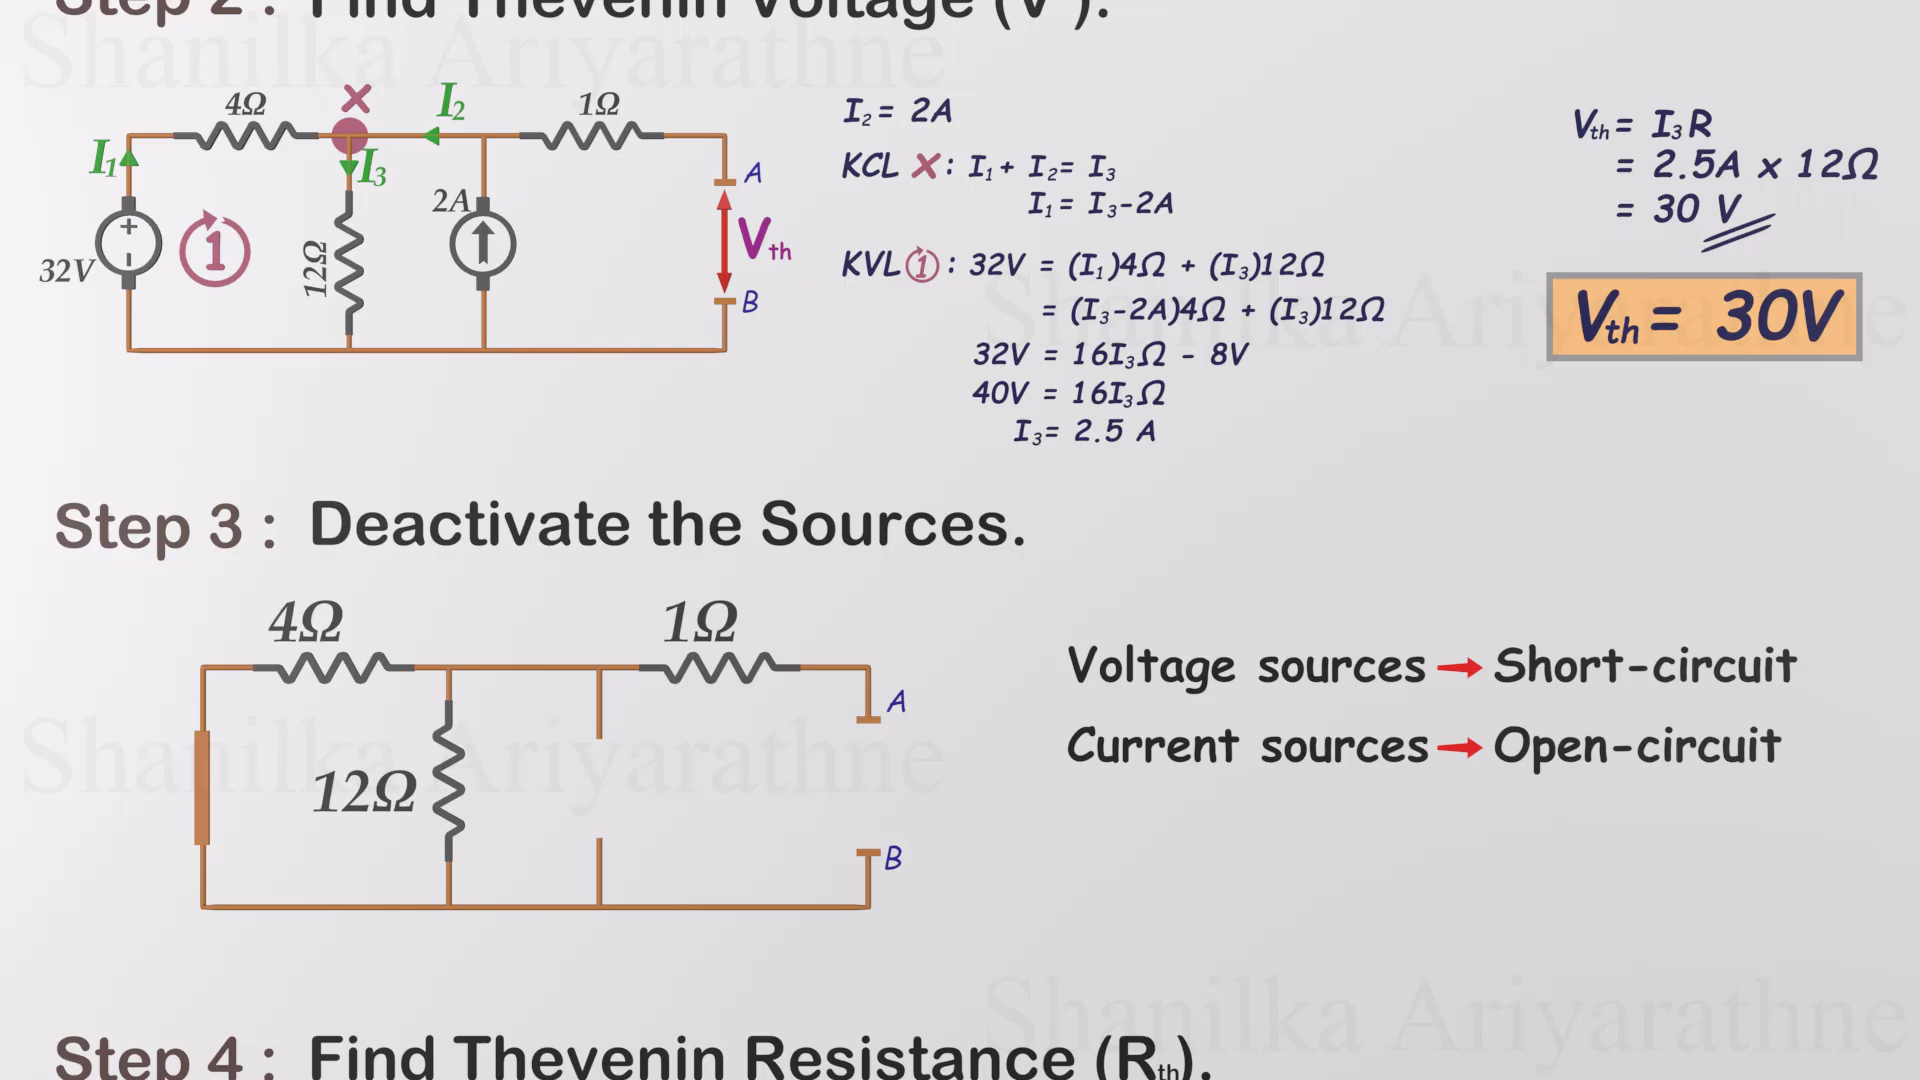 Step 2 : Find Thevenin Voltage (V ).
4Ω
X
I2
1Ω
I1
I3
2A
A
+
-
1
12Ω
Vth
32V
B
I2 = 2A
KCL X : I1 + I2 = I3
I1 = I3-2A
KVL 1 : 32V = (I1)4Ω + (I3)12Ω
= (I3-2A)4Ω + (I3)12Ω
32V = 16I3Ω - 8V
40V = 16I3Ω
I3= 2.5 A
Vth = I3R
= 2.5A x 12Ω
= 30 V
Vth = 30V
Step 3 : Deactivate the Sources.
4Ω
1Ω
12Ω
A
B
Voltage sources → Short-circuit
Current sources → Open-circuit
Step 4 : Find Thevenin Resistance (Rth).
Shanilka Ariyarathne
Shanilka Ariyarathne
Shanilka Ariyarathne
Shanilka Ariyarathne